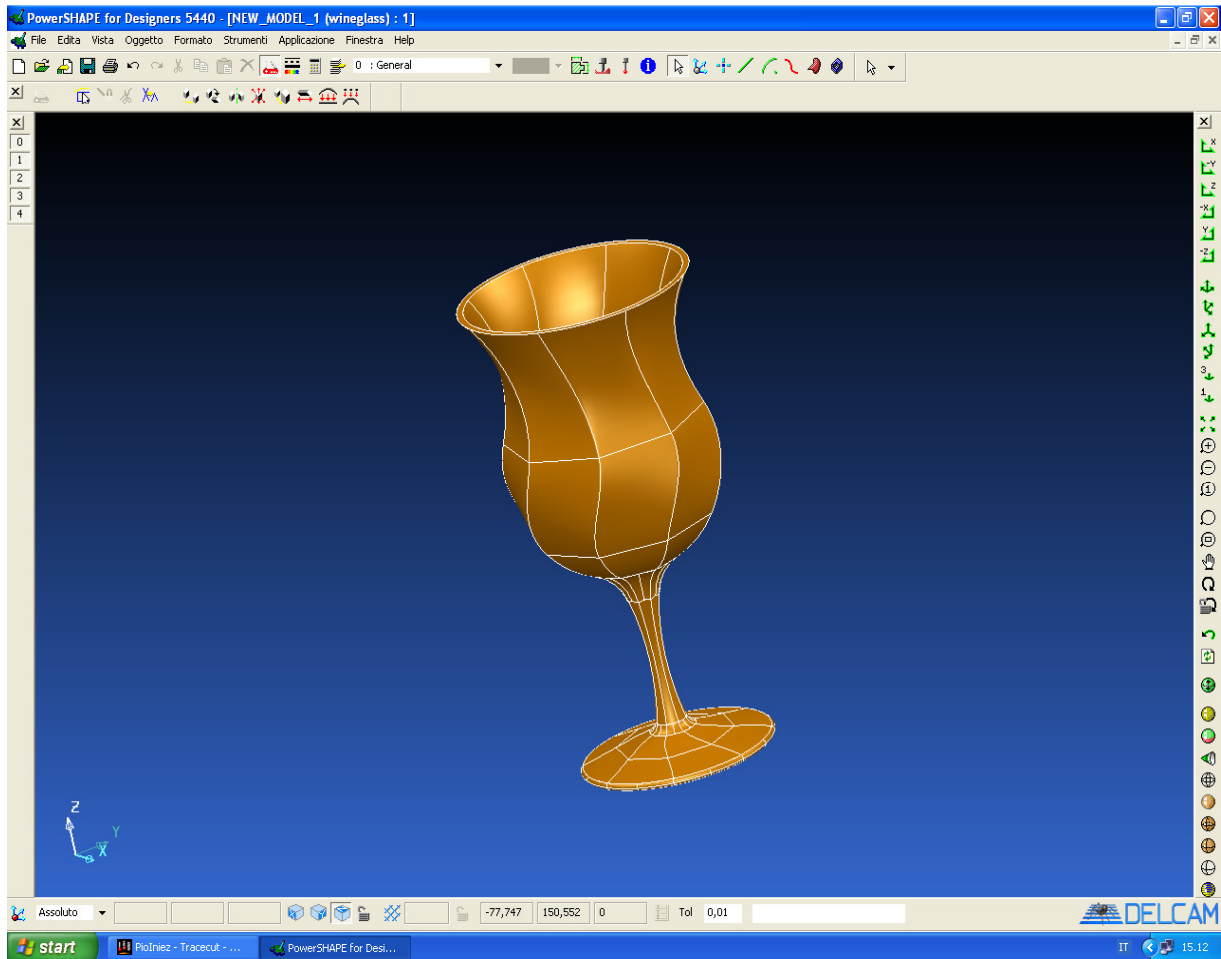 PowerSHAPE for Designers 5440 - [NEW_MODEL_1 (wineglass) : 1]
File Edita Vista Oggetto Formato Strumenti Applicazione Finestra Help
0 : General
0
1
2
3
4
X
-Y
Z
-X
Y
-Z
3
1
Z
Y
X
Assoluto -77,747 150,552 0 Tol 0,01
DELCAM
start PioIniez - Tracecut - ... PowerSHAPE for Desi... IT 15.12